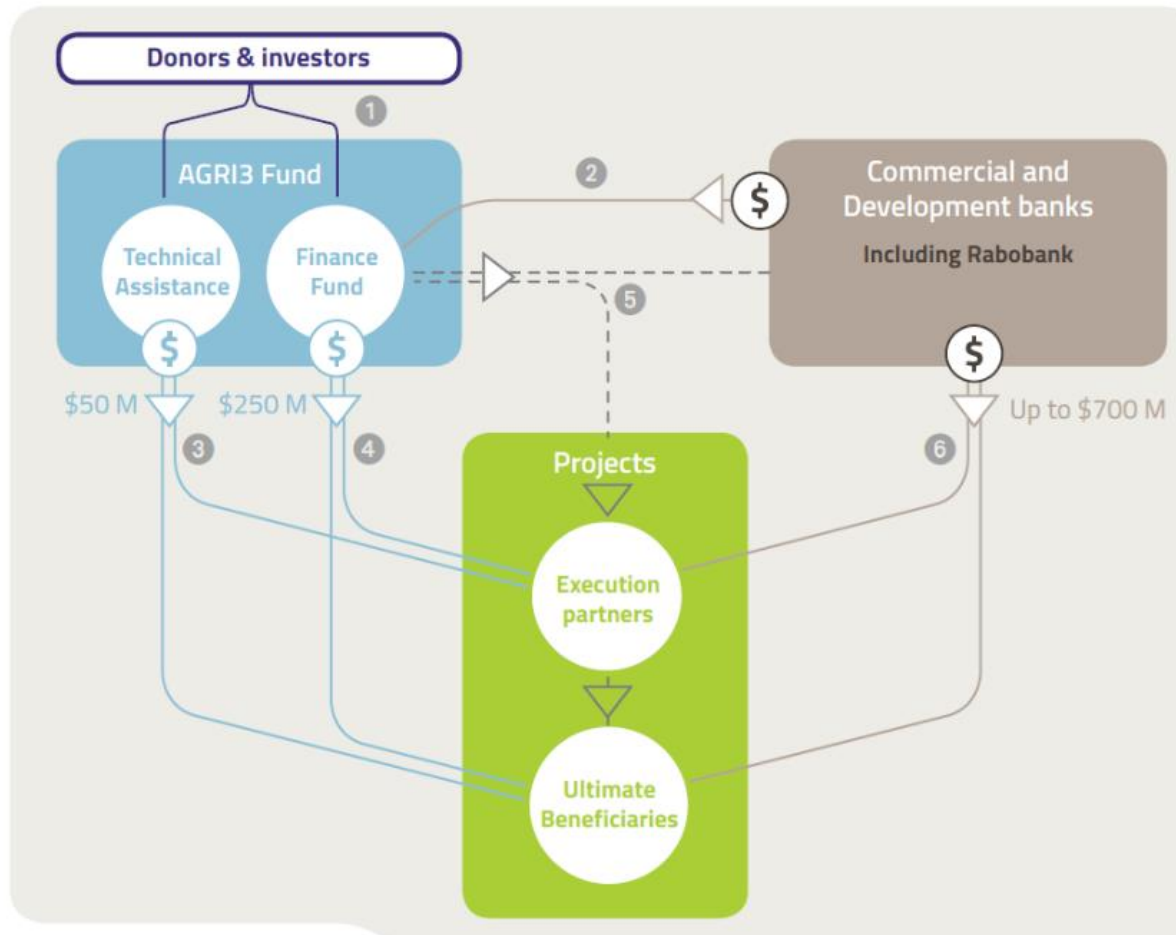 Donors & investors
1
AGRI3 Fund
Technical
Assistance
Finance
Fund
2
$
Commercial and
Development banks
Including Rabobank
5
$
$
$
$50 M
$250 M
Up to $700 M
3
4
6
Projects
Execution
partners
Ultimate
Beneficiaries